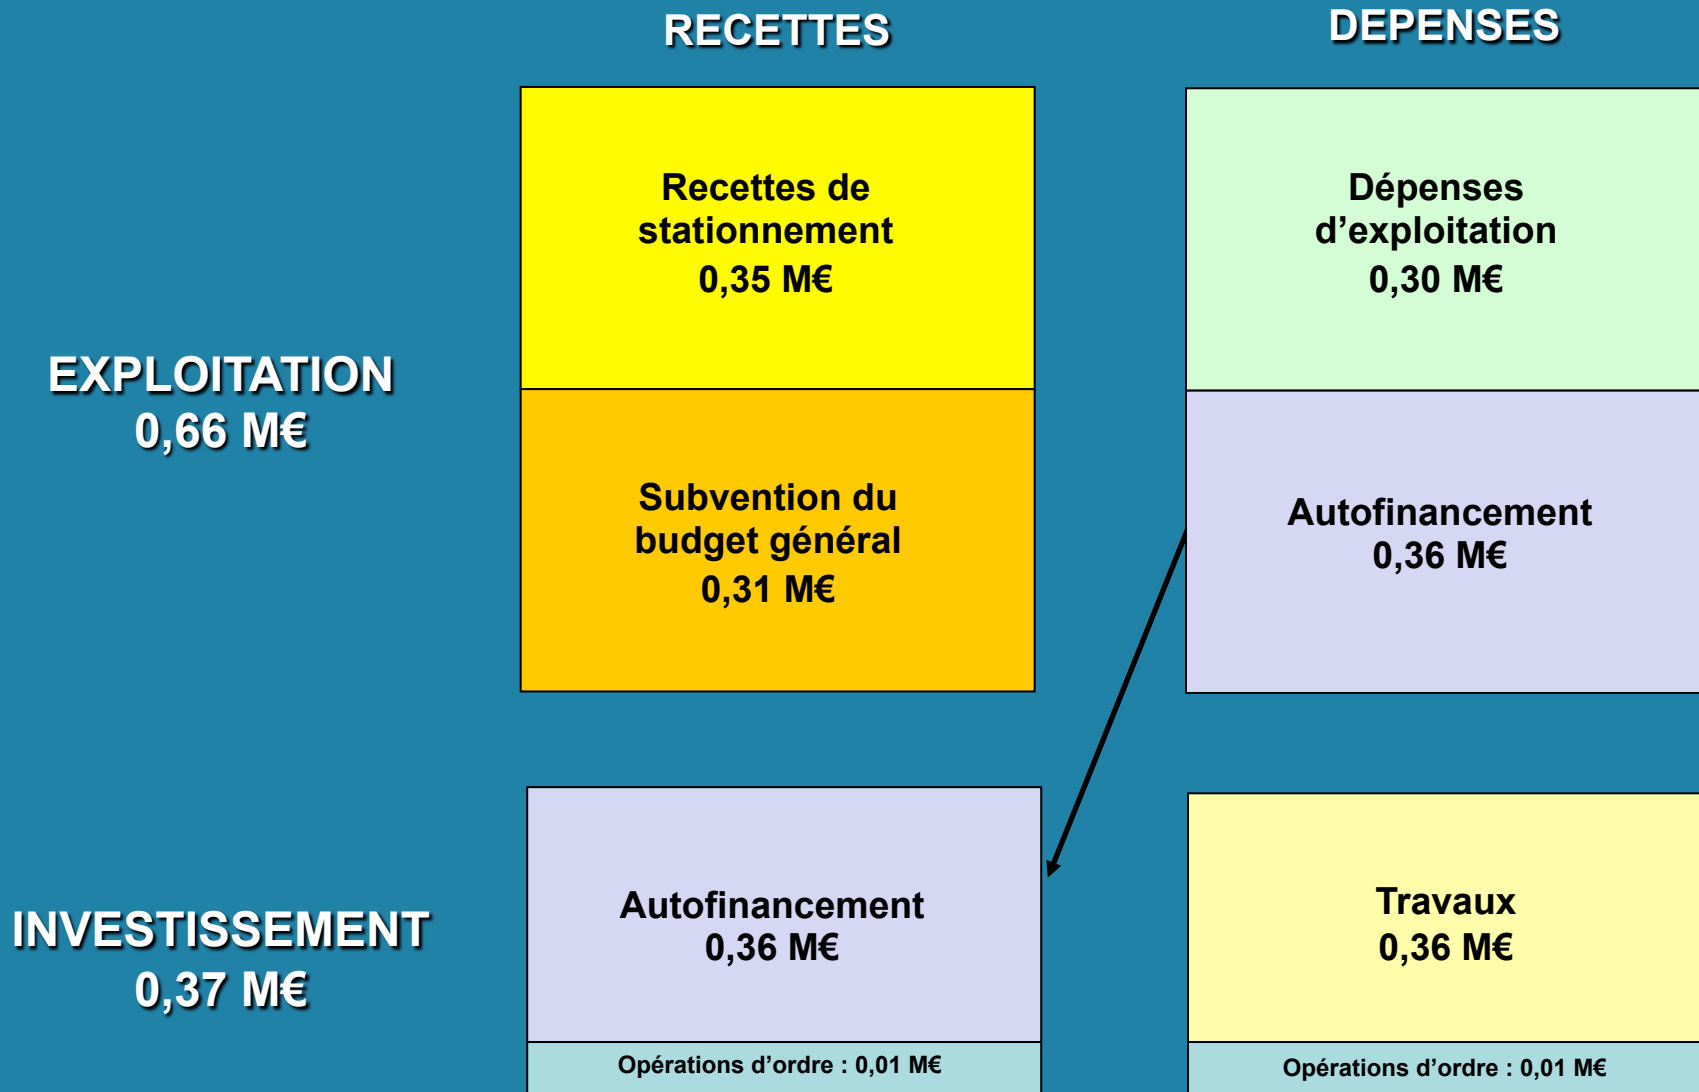 RECETTES
DEPENSES
Recettes de
stationnement
0,35 M€
Dépenses
d’exploitation
0,30 M€
EXPLOITATION
0,66 M€
Subvention du
budget général
0,31 M€
Autofinancement
0,36 M€
INVESTISSEMENT
0,37 M€
Autofinancement
0,36 M€
Travaux
0,36 M€
Opérations d’ordre : 0,01 M€
Opérations d’ordre : 0,01 M€